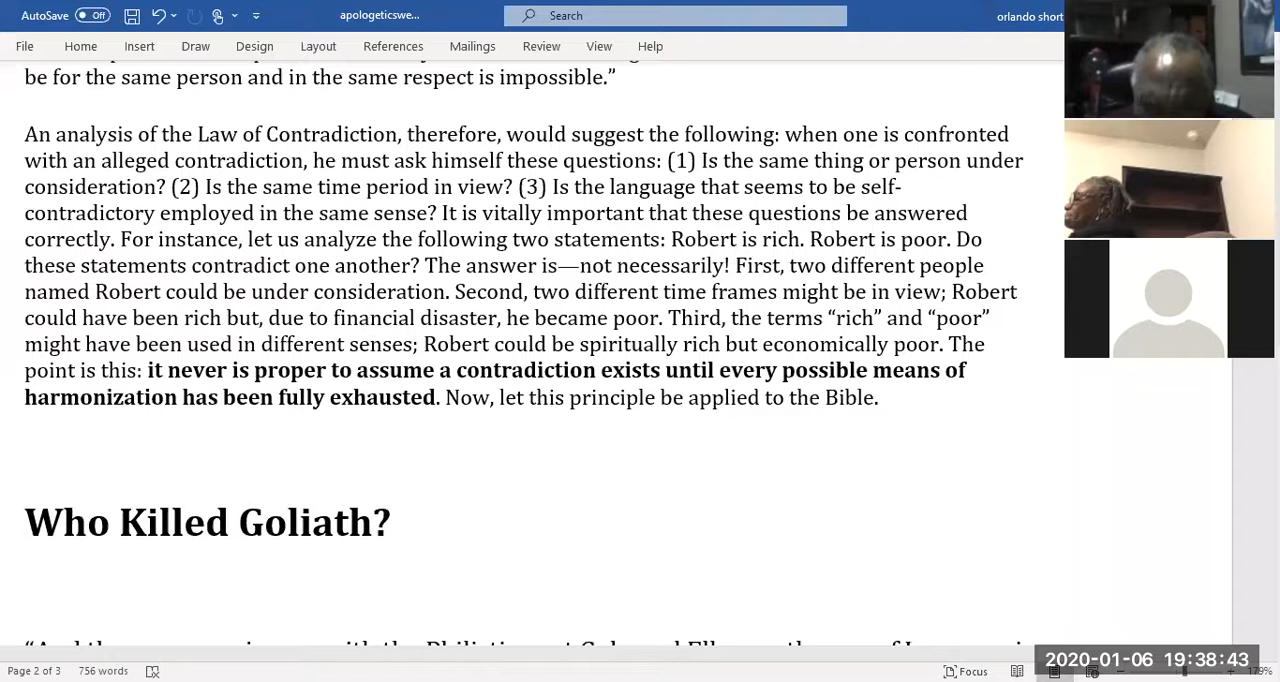 AutoSave Off apologeticswe... Search orlando short
File Home Insert Draw Design Layout References Mailings Review View Help
be for the same person and in the same respect is impossible.”
An analysis of the Law of Contradiction, therefore, would suggest the following: when one is confronted
with an alleged contradiction, he must ask himself these questions: (1) Is the same thing or person under
consideration? (2) Is the same time period in view? (3) Is the language that seems to be self-
contradictory employed in the same sense? It is vitally important that these questions be answered
correctly. For instance, let us analyze the following two statements: Robert is rich. Robert is poor. Do
these statements contradict one another? The answer is—not necessarily! First, two different people
named Robert could be under consideration. Second, two different time frames might be in view; Robert
could have been rich but, due to financial disaster, he became poor. Third, the terms “rich” and “poor”
might have been used in different senses; Robert could be spiritually rich but economically poor. The
point is this: it never is proper to assume a contradiction exists until every possible means of
harmonization has been fully exhausted. Now, let this principle be applied to the Bible.
Who Killed Goliath?
Page 2 of 3 756 words Focus 179%
2020-01-06 19:38:43